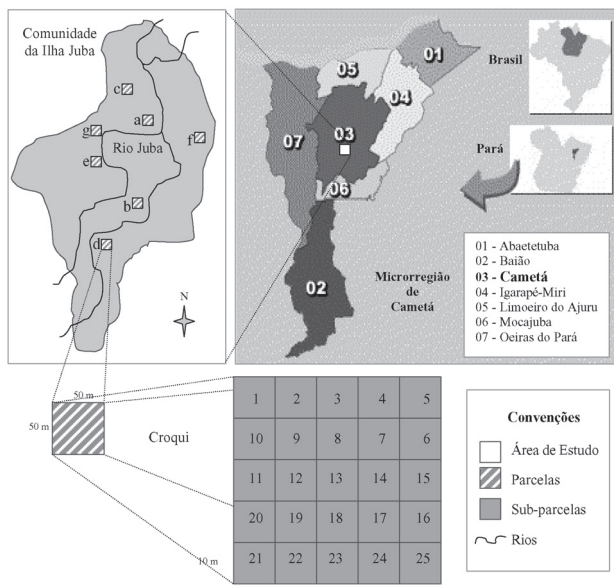 Comunidade
da Ilha Juba
c
a
g
f
Rio Juba
e
b
d
N
01
05
04
03
07
06
02
Brasil
Pará
Microrregião
de
Cametá
01 - Abaetetuba
02 - Baião
03 - Cametá
04 - Igarapé-Miri
05 - Limoeiro do Ajuru
06 - Mocajuba
07 - Oeiras do Pará
50 m
50 m
Croqui
10 m
1 2 3 4 5
10 9 8 7 6
11 12 13 14 15
20 19 18 17 16
21 22 23 24 25
Convenções
Área de Estudo
Parcelas
Sub-parcelas
Rios